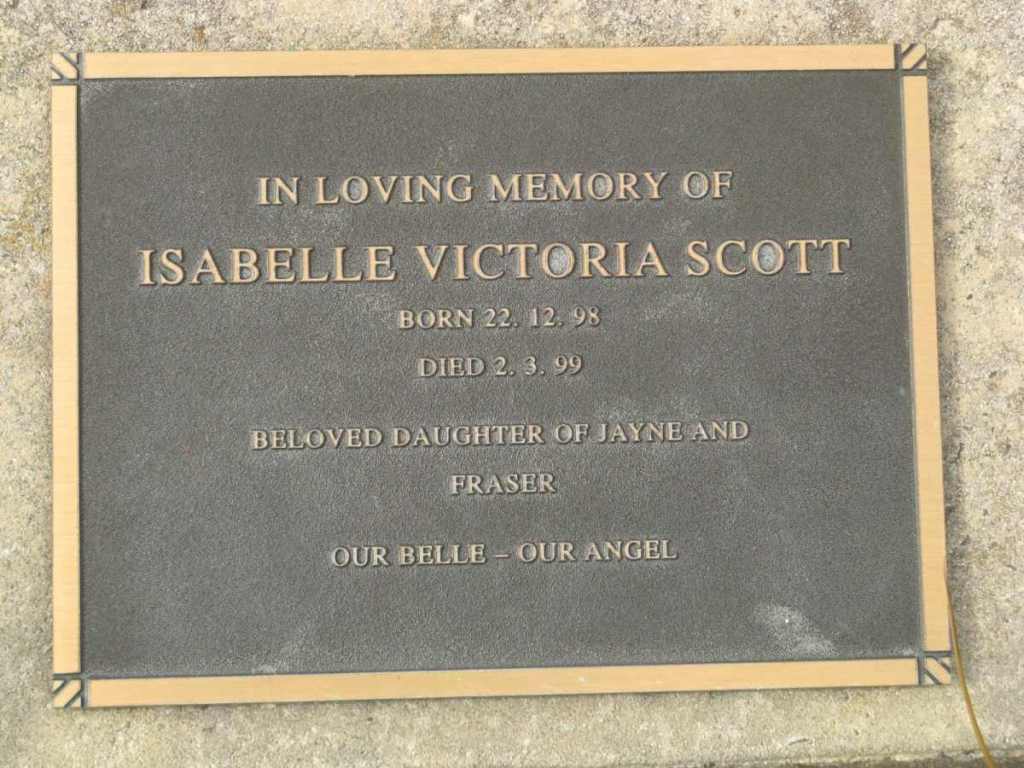 IN LOVING MEMORY OF
ISABELLE VICTORIA SCOTT
BORN 22. 12. 98
DIED 2. 3. 99
BELOVED DAUGHTER OF JAYNE AND
FRASER
OUR BELLE – OUR ANGEL